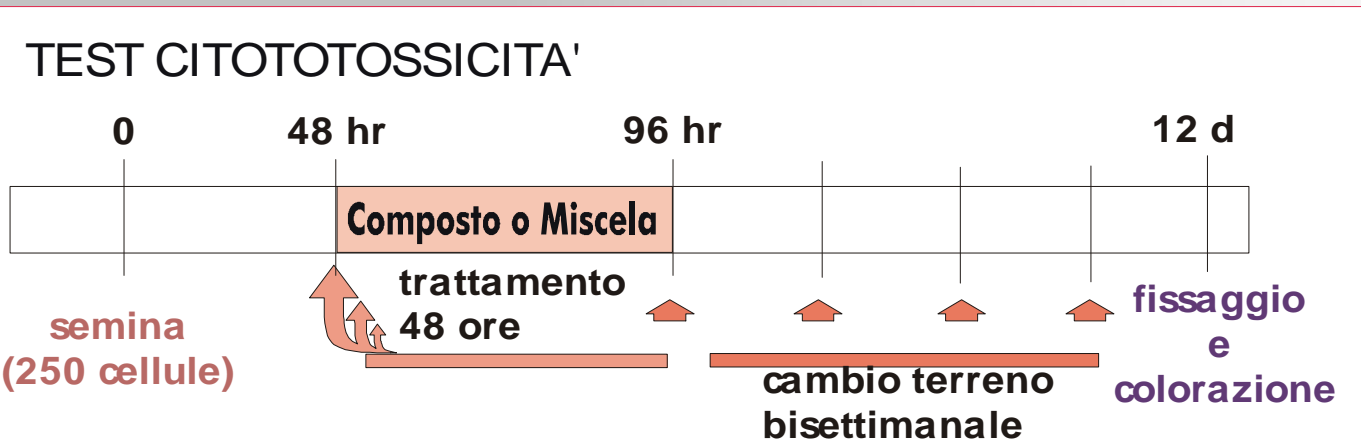 TEST CITOTOTOSSICITA'
0
48 hr
96 hr
12 d
Composto o Miscela
trattamento
48 ore
semina
(250 cellule)
cambio terreno
bisettimanale
fissaggio
e
colorazione